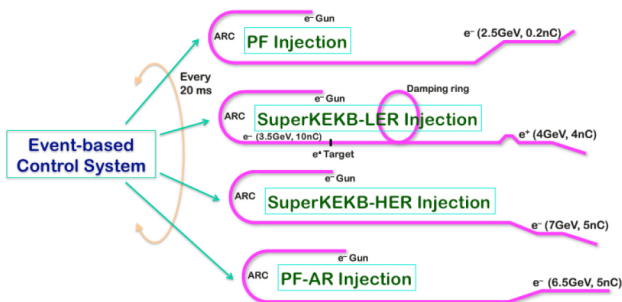 e⁻ Gun
e⁻ (2.5GeV, 0.2nC)
ARC
PF Injection
Every
20 ms
Damping ring
e⁻ Gun
ARC
SuperKEKB-LER Injection
e⁻ (3.5GeV, 10nC)
e⁺ (4GeV, 4nC)
e⁺ Target
Event-based
Control System
e⁻ Gun
ARC
SuperKEKB-HER Injection
e⁻ (7GeV, 5nC)
e⁻ Gun
ARC
PF-AR Injection
e⁻ (6.5GeV, 5nC)